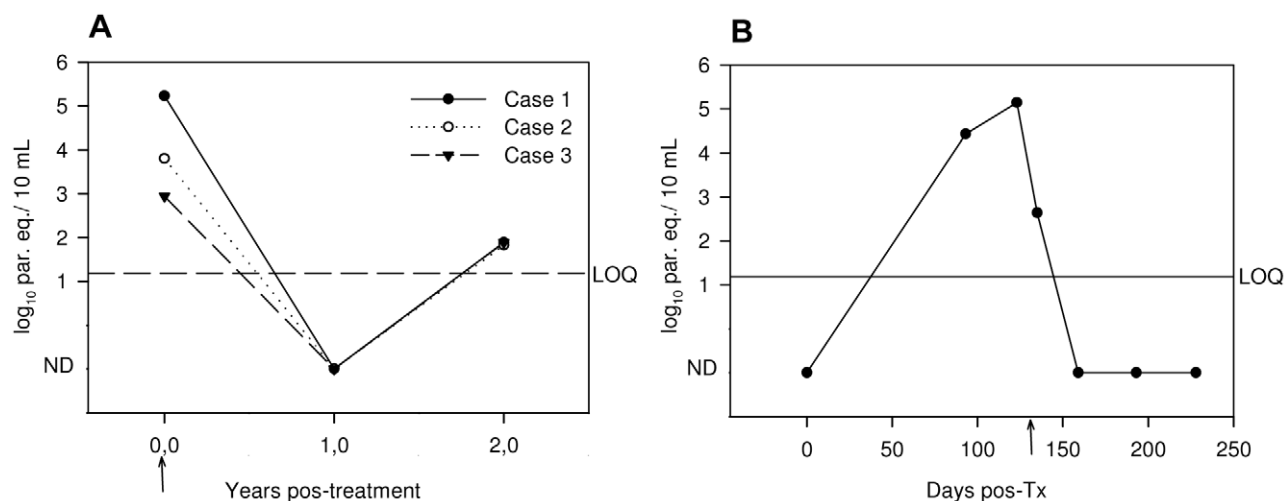 A
6
5
4
3
2
1
ND
log10 par. eq./ 10 mL
Case 1
Case 2
Case 3
LOQ
0,0 1,0 2,0
Years pos-treatment
B
6
5
4
3
2
1
ND
log10 par. eq./ 10 mL
LOQ
0 50 100 150 200 250
Days pos-Tx